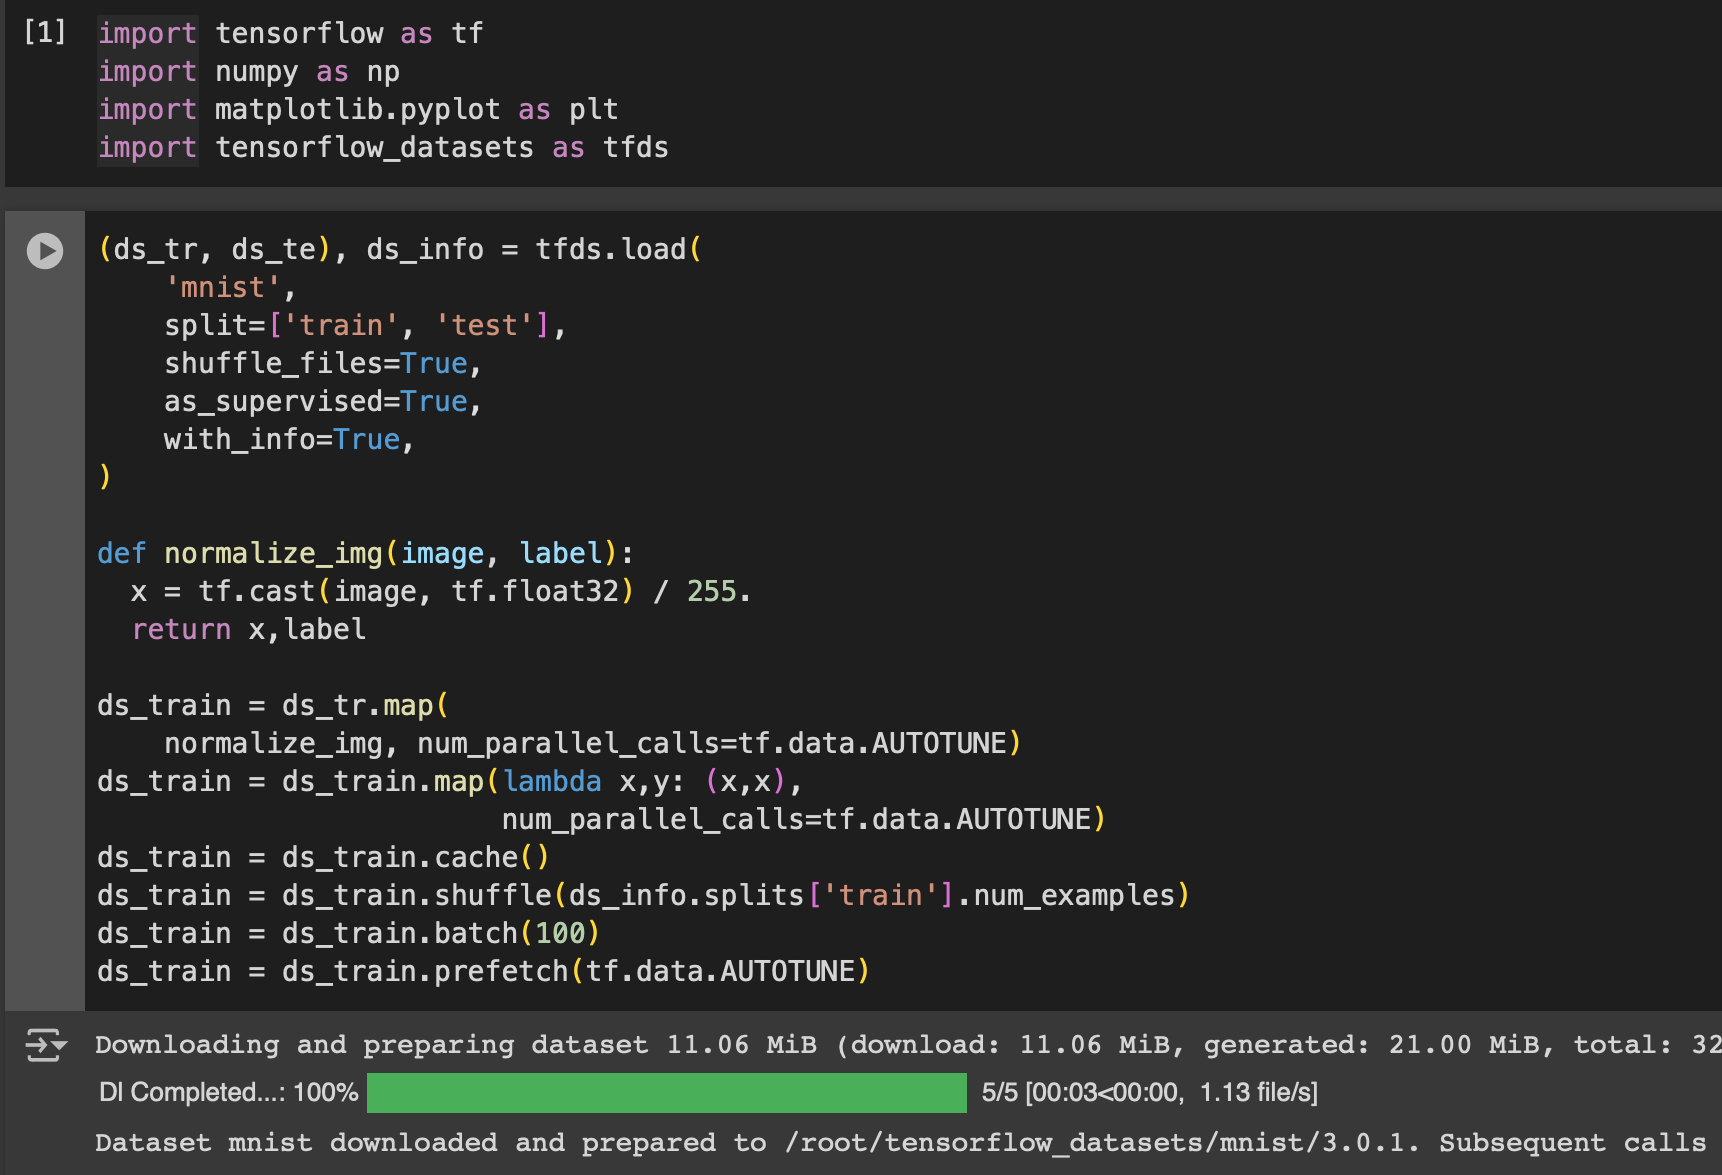 [1] import tensorflow as tf
import numpy as np
import matplotlib.pyplot as plt
import tensorflow_datasets as tfds
(ds_tr, ds_te), ds_info = tfds.load(
    'mnist',
    split=['train', 'test'],
    shuffle_files=True,
    as_supervised=True,
    with_info=True,
)
def normalize_img(image, label):
  x = tf.cast(image, tf.float32) / 255.
  return x,label
ds_train = ds_tr.map(
    normalize_img, num_parallel_calls=tf.data.AUTOTUNE)
ds_train = ds_train.map(lambda x,y: (x,x),
                        num_parallel_calls=tf.data.AUTOTUNE)
ds_train = ds_train.cache()
ds_train = ds_train.shuffle(ds_info.splits['train'].num_examples)
ds_train = ds_train.batch(100)
ds_train = ds_train.prefetch(tf.data.AUTOTUNE)
Downloading and preparing dataset 11.06 MiB (download: 11.06 MiB, generated: 21.00 MiB, total: 32
Dl Completed...: 100% 5/5 [00:03<00:00, 1.13 file/s]
Dataset mnist downloaded and prepared to /root/tensorflow_datasets/mnist/3.0.1. Subsequent calls